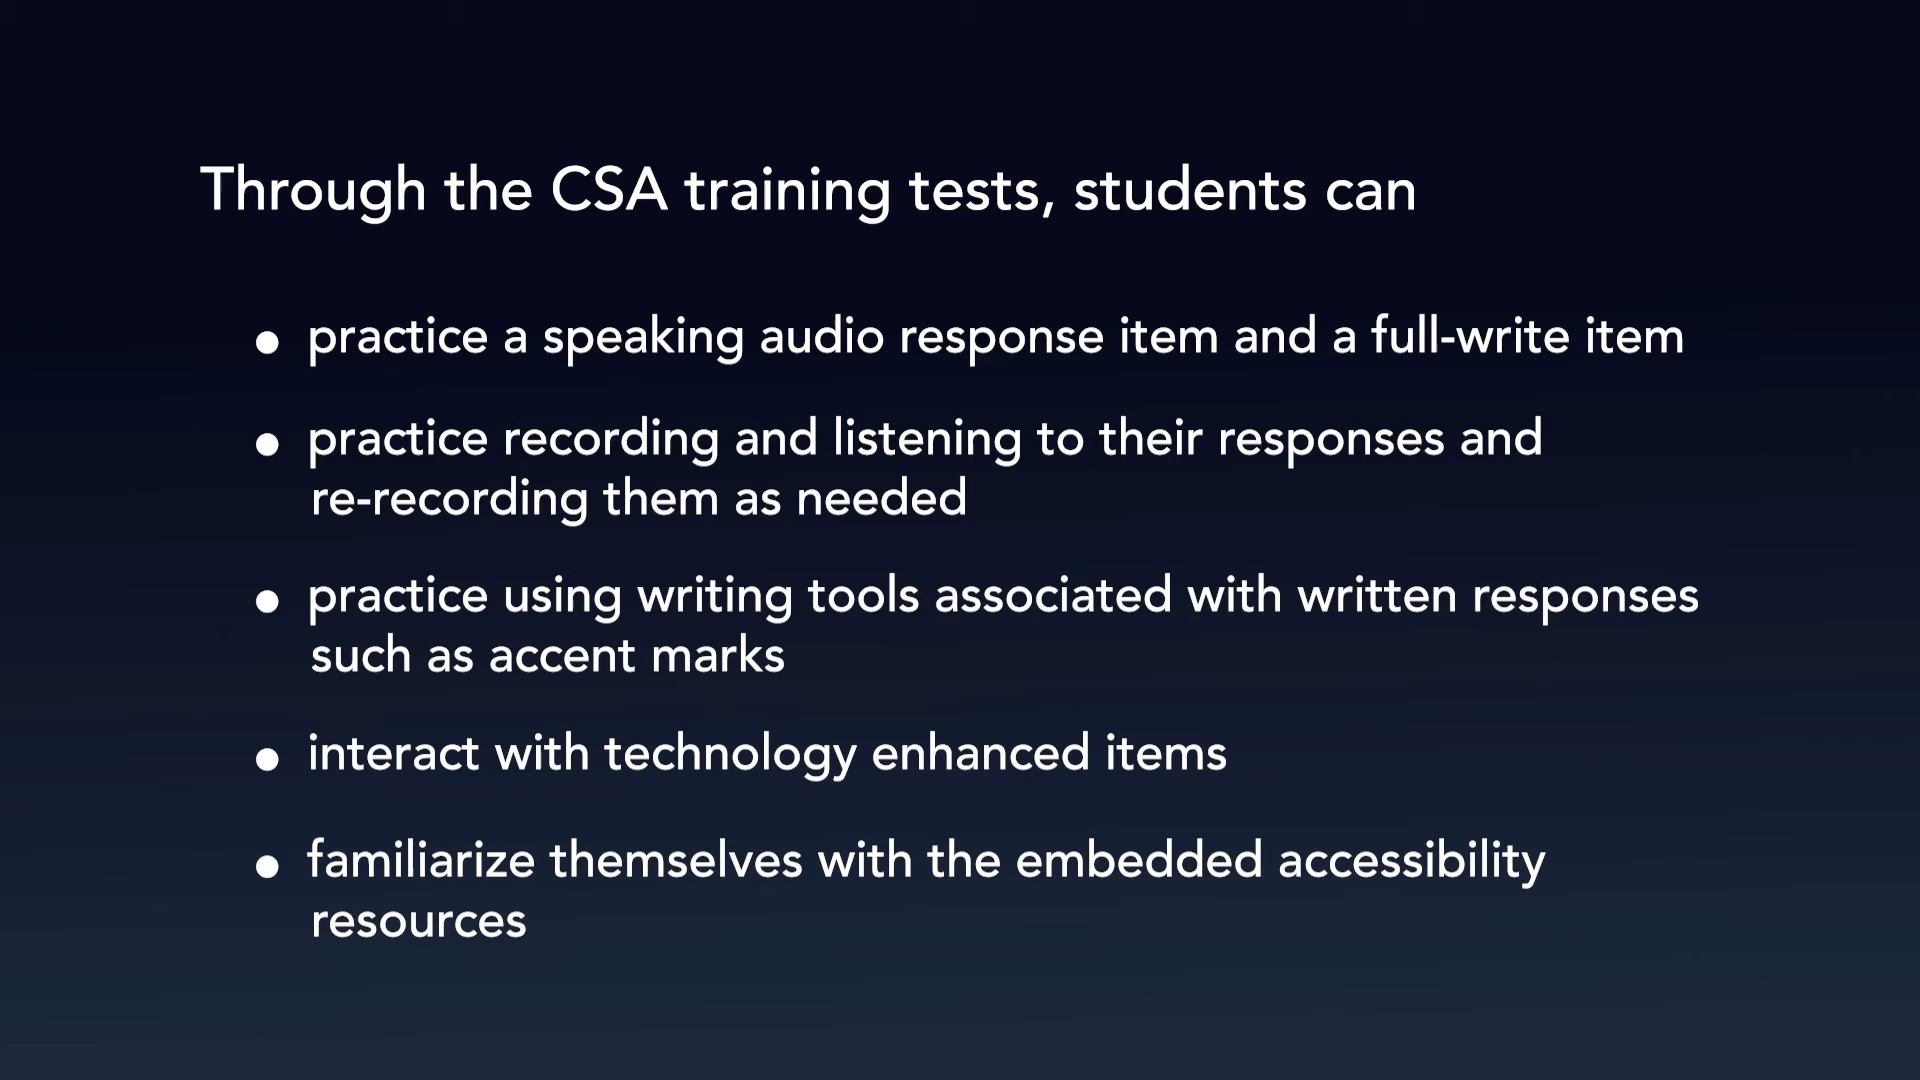 Through the CSA training tests, students can
• practice a speaking audio response item and a full-write item
• practice recording and listening to their responses and
re-recording them as needed
• practice using writing tools associated with written responses
such as accent marks
• interact with technology enhanced items
• familiarize themselves with the embedded accessibility
resources